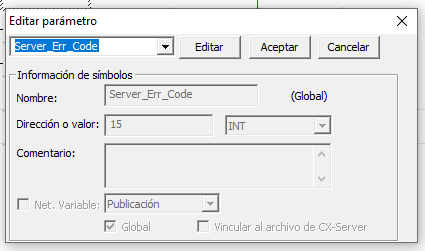 Editar parámetro
Server_Err_Code Editar Aceptar Cancelar
Información de símbolos
Nombre: Server_Err_Code (Global)
Dirección o valor: 15 INT
Comentario:
Net. Variable: Publicación
Global Vincular al archivo de CX-Server